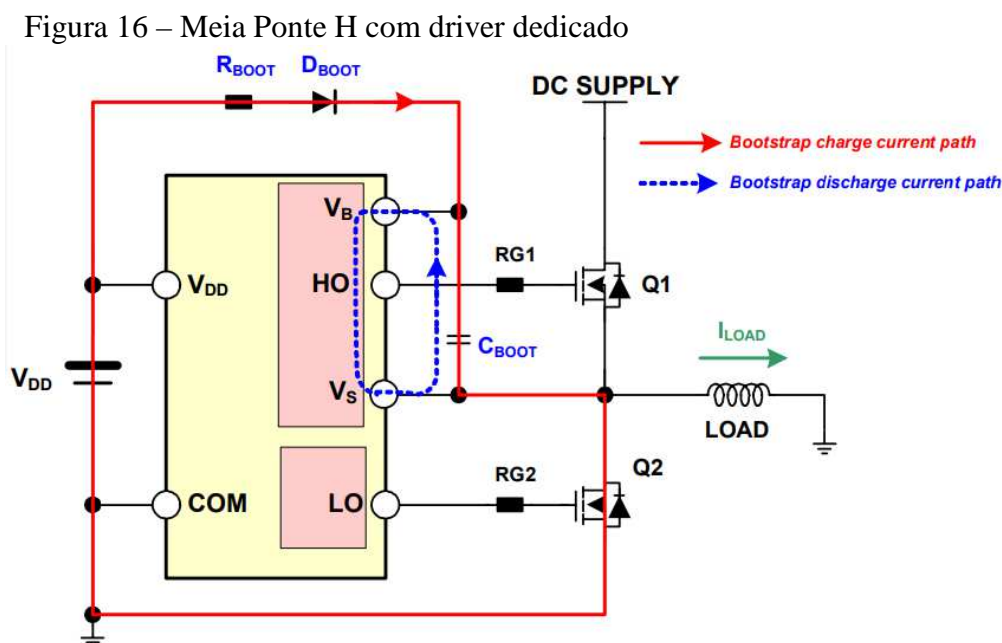 Figura 16 – Meia Ponte H com driver dedicado
RBOOT DBOOT
DC SUPPLY
Bootstrap charge current path
Bootstrap discharge current path
VB
RG1
VDD
HO
Q1
ILOAD
CBOOT
VDD
VS
LOAD
RG2
Q2
COM
LO